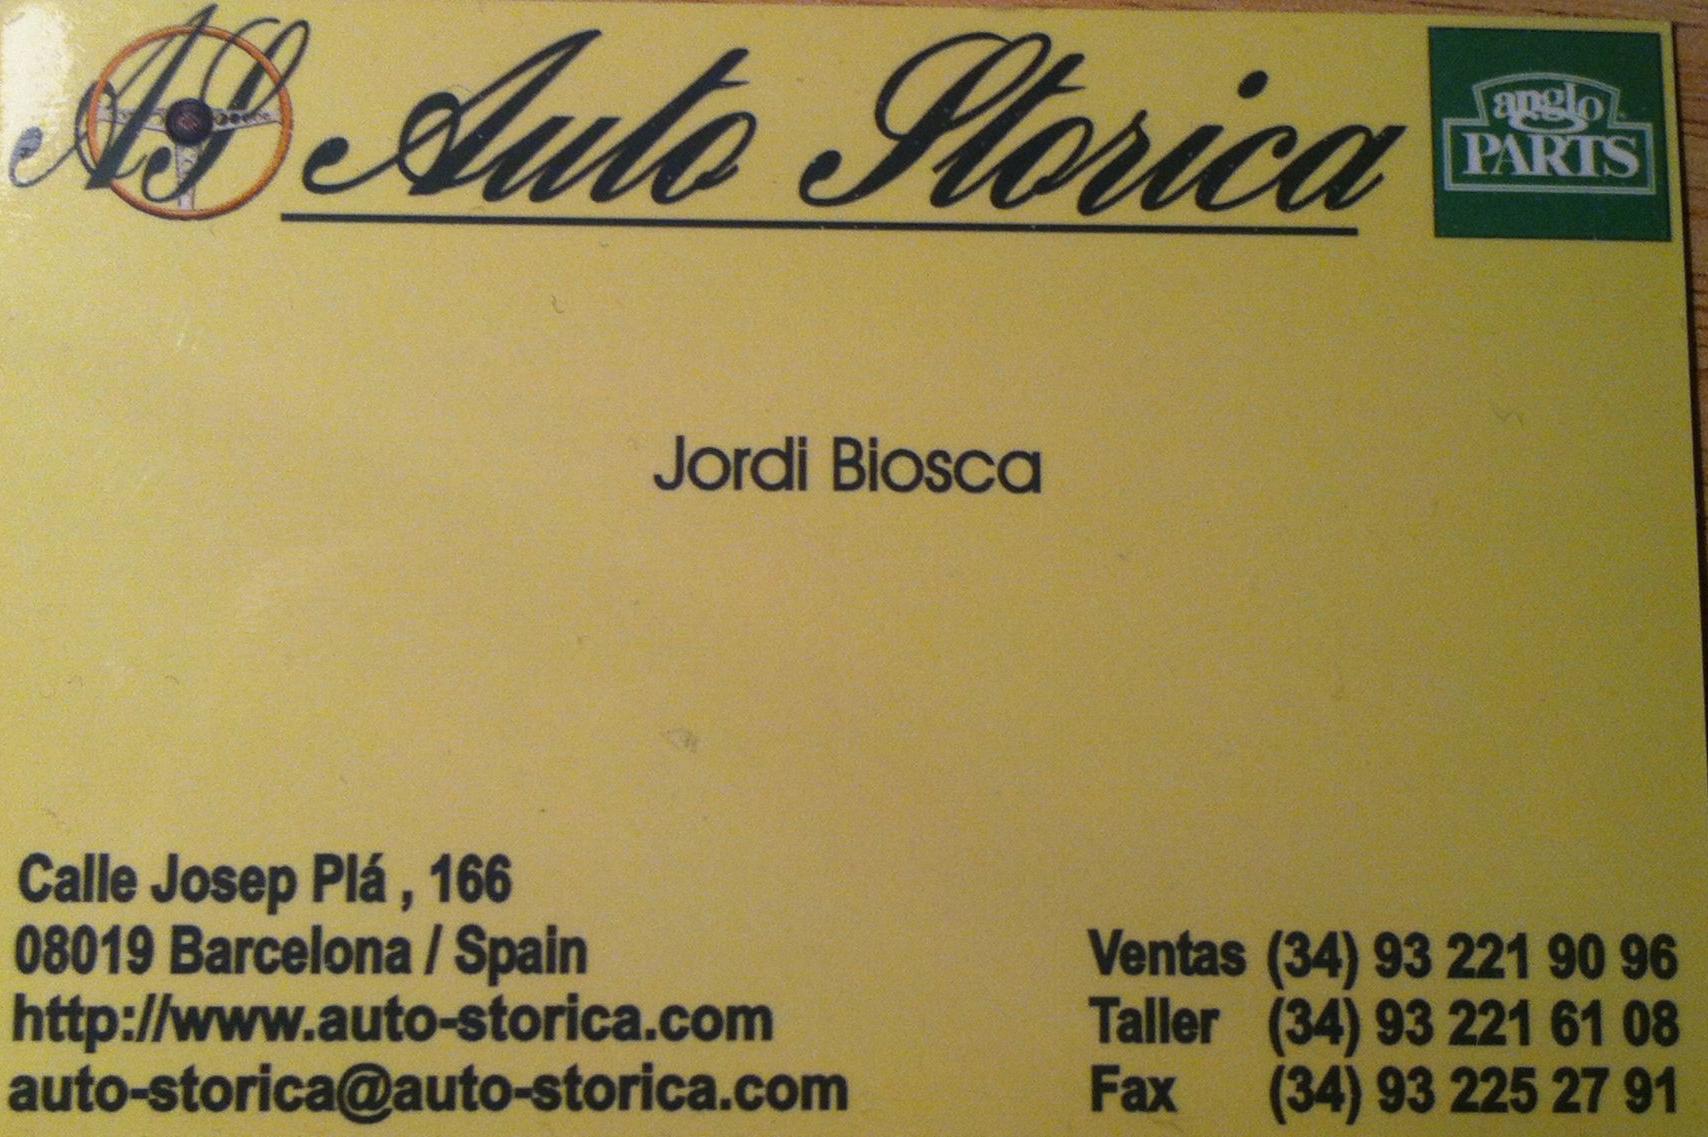 AS Auto Storica
anglo
PARTS
Jordi Biosca
Calle Josep Plá , 166
08019 Barcelona / Spain
http://www.auto-storica.com
auto-storica@auto-storica.com
Ventas (34) 93 221 90 96
Taller (34) 93 221 61 08
Fax (34) 93 225 27 91